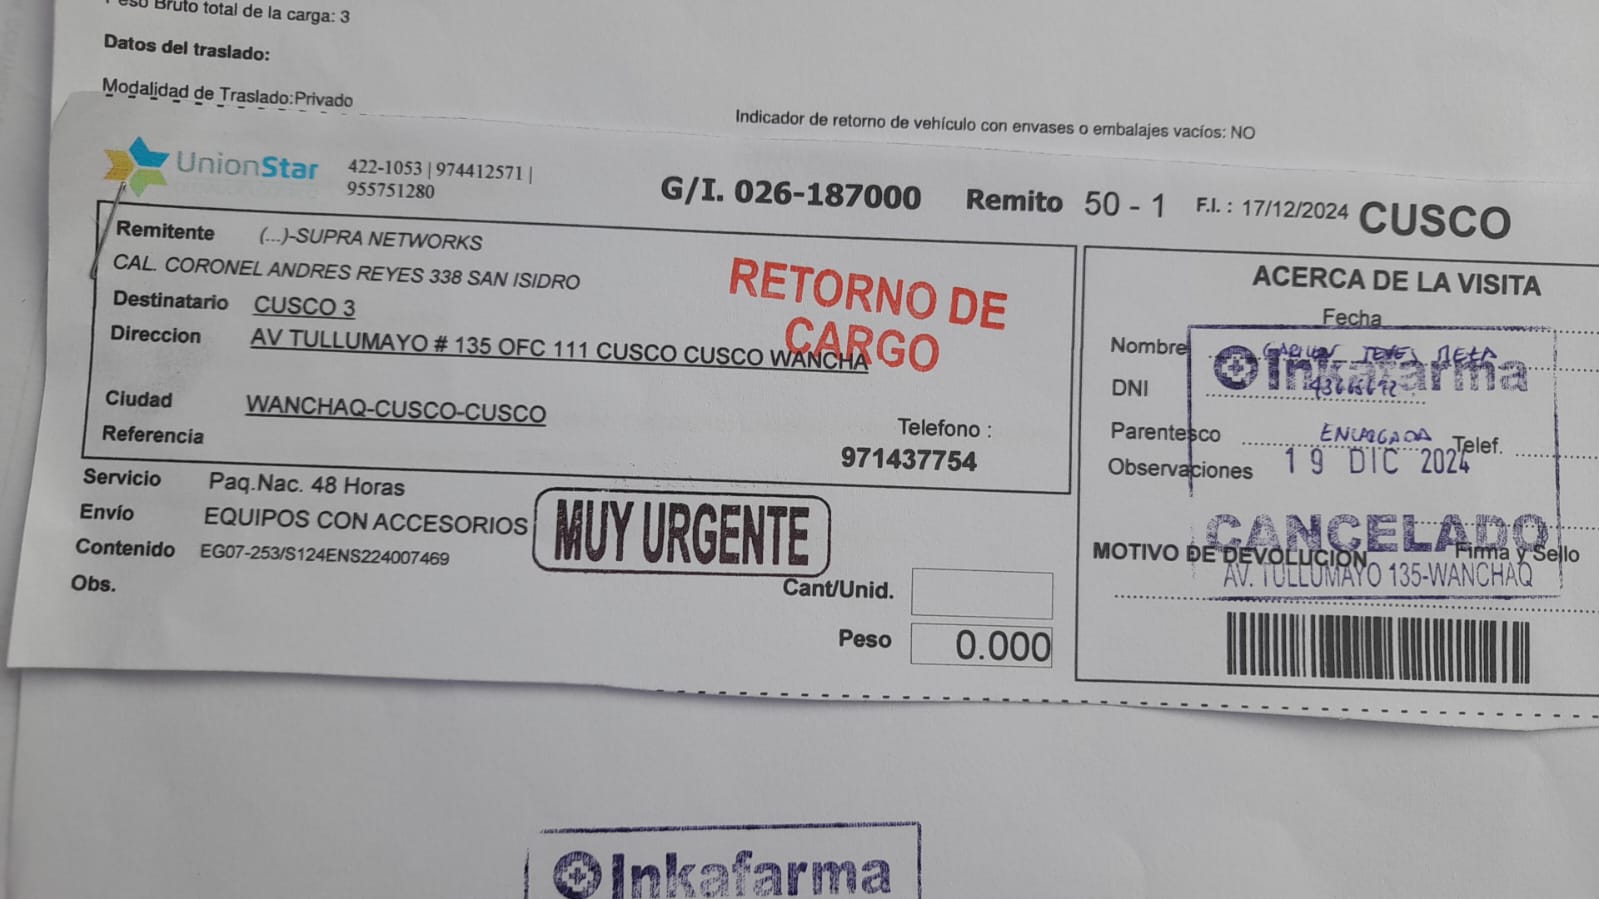 Peso Bruto total de la carga: 3
Datos del traslado:
Modalidad de Traslado:Privado
Indicador de retorno de vehículo con envases o embalajes vacíos: NO
UnionStar
422-1053 | 974412571 |
955751280
G/I. 026-187000
Remito 50 - 1
F.I. : 17/12/2024
CUSCO
Remitente (...)-SUPRA NETWORKS
CAL. CORONEL ANDRES REYES 338 SAN ISIDRO
Destinatario CUSCO 3
Direccion AV TULLUMAYO # 135 OFC 111 CUSCO CUSCO WANCHA
RETORNO DE
CARGO
Ciudad WANCHAQ-CUSCO-CUSCO
Referencia
Telefono :
971437754
Servicio Paq.Nac. 48 Horas
Envío EQUIPOS CON ACCESORIOS
Contenido EG07-253/S124ENS224007469
Obs.
MUY URGENTE
Cant/Unid.
Peso 0.000
ACERCA DE LA VISITA
Fecha
Nombre
Inkafarma
DNI
Parentesco ENCARGADA Telef.
Observaciones 19 DIC 2024
CANCELADO
MOTIVO DE DEVOLUCIÓN Firma y Sello
AV. TULLUMAYO 135-WANCHAQ
Inkafarma